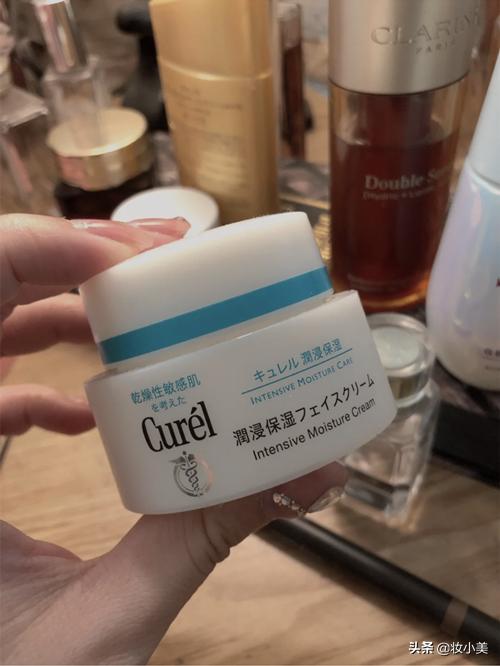 CLARINS
PARIS
Double Serum
[Hydric +
乾燥性敏感肌
を考えた
Curél
キュレル 潤浸保湿
INTENSIVE MOISTURE CARE
潤浸保湿フェイスクリーム
Intensive Moisture Cream
头条 @妆小美